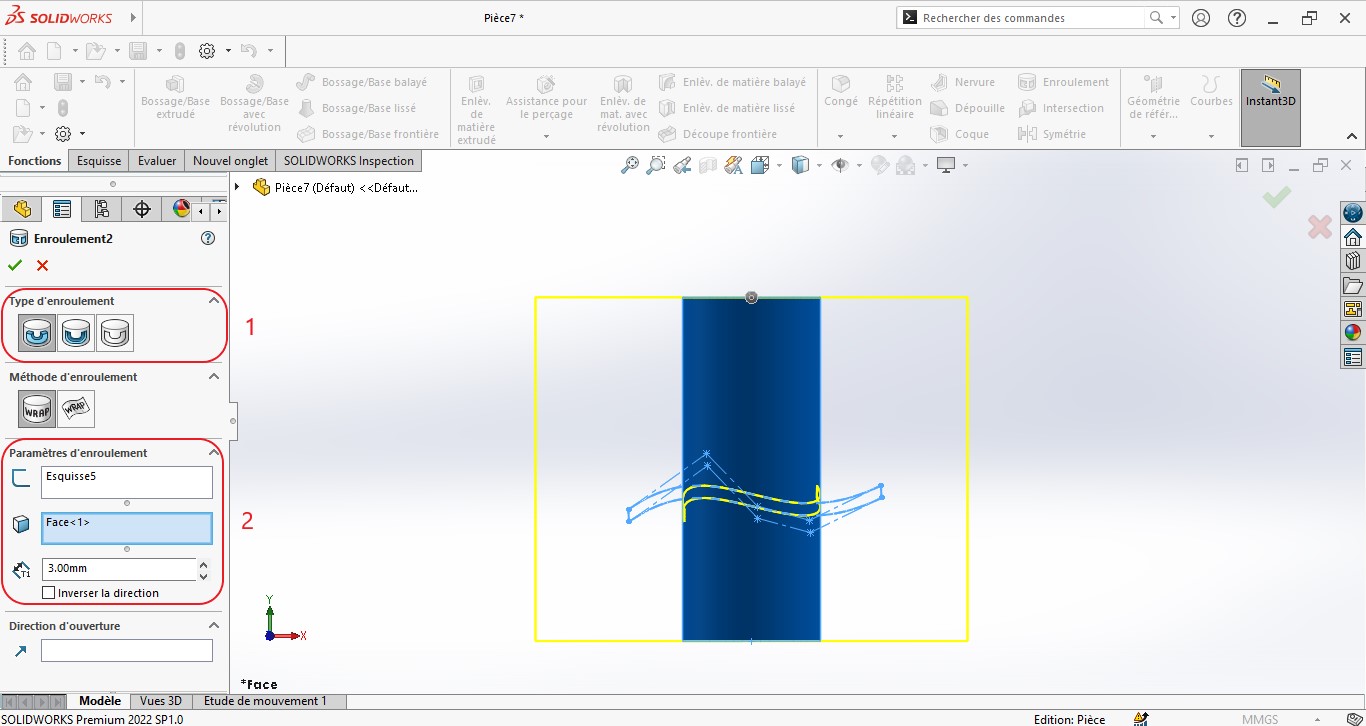 SOLIDWORKS
Pièce7 *
Rechercher des commandes
Bossage/Base
extrudé
Bossage/Base
avec
révolution
Bossage/Base balayé
Bossage/Base lissé
Bossage/Base frontière
Enlèv.
de
matière
extrudé
Assistance pour
le perçage
Enlèv. de
mat. avec
révolution
Enlèv. de matière balayé
Enlèv. de matière lissé
Découpe frontière
Congé
Répétition
linéaire
Nervure
Dépouille
Coque
Enroulement
Intersection
Symétrie
Géométrie
de référ...
Courbes
Instant3D
Fonctions
Esquisse
Evaluer
Nouvel onglet
SOLIDWORKS Inspection
Pièce7 (Défaut) <<Défaut...
Enroulement2
Type d'enroulement
1
Méthode d'enroulement
WRAP
WRAP
Paramètres d'enroulement
Esquisse5
2
Face<1>
T1
3.00mm
Inverser la direction
Direction d'ouverture
Y
X
*Face
Modèle
Vues 3D
Etude de mouvement 1
SOLIDWORKS Premium 2022 SP1.0
Edition: Pièce
MMGS